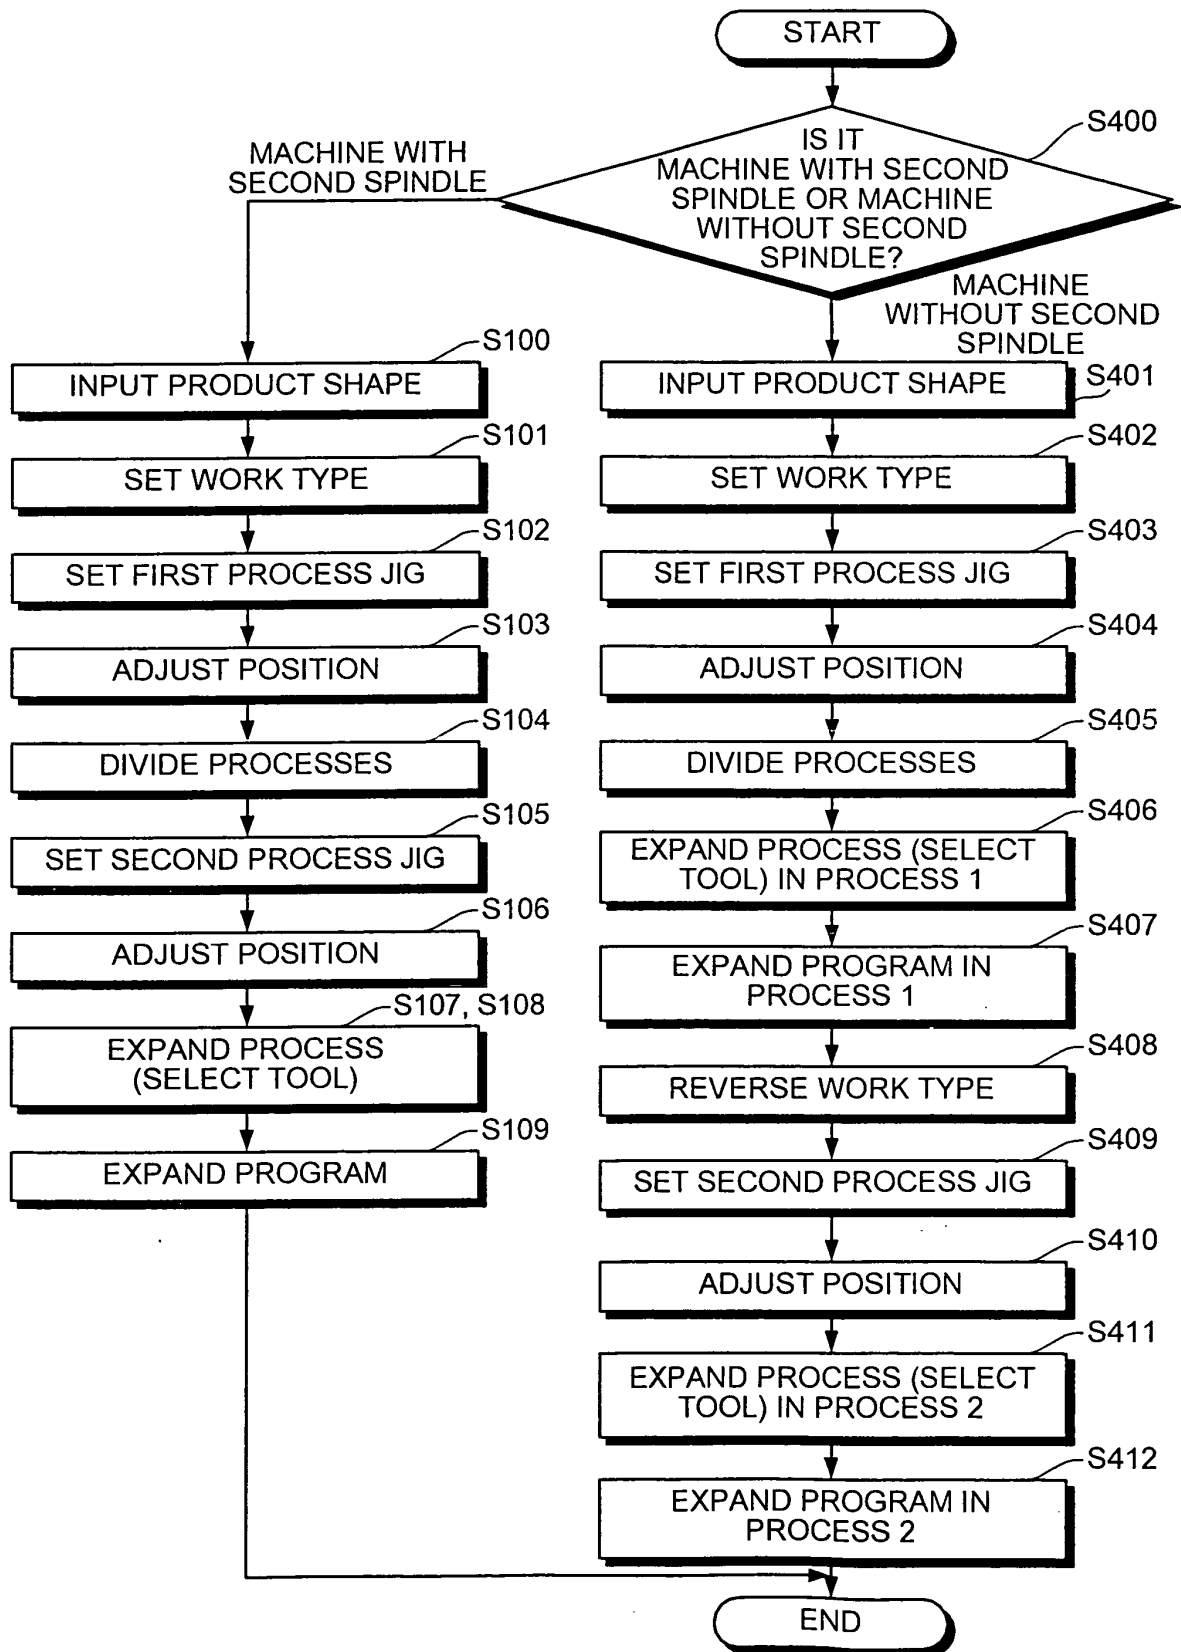 START
S400
IS IT
MACHINE WITH SECOND
SPINDLE OR MACHINE
WITHOUT SECOND
SPINDLE?
MACHINE WITH
SECOND SPINDLE
MACHINE
WITHOUT SECOND
SPINDLE
S100
INPUT PRODUCT SHAPE
S101
SET WORK TYPE
S102
SET FIRST PROCESS JIG
S103
ADJUST POSITION
S104
DIVIDE PROCESSES
S105
SET SECOND PROCESS JIG
S106
ADJUST POSITION
S107, S108
EXPAND PROCESS
(SELECT TOOL)
S109
EXPAND PROGRAM
S401
INPUT PRODUCT SHAPE
S402
SET WORK TYPE
S403
SET FIRST PROCESS JIG
S404
ADJUST POSITION
S405
DIVIDE PROCESSES
S406
EXPAND PROCESS (SELECT
TOOL) IN PROCESS 1
S407
EXPAND PROGRAM IN
PROCESS 1
S408
REVERSE WORK TYPE
S409
SET SECOND PROCESS JIG
S410
ADJUST POSITION
S411
EXPAND PROCESS (SELECT
TOOL) IN PROCESS 2
S412
EXPAND PROGRAM IN
PROCESS 2
END